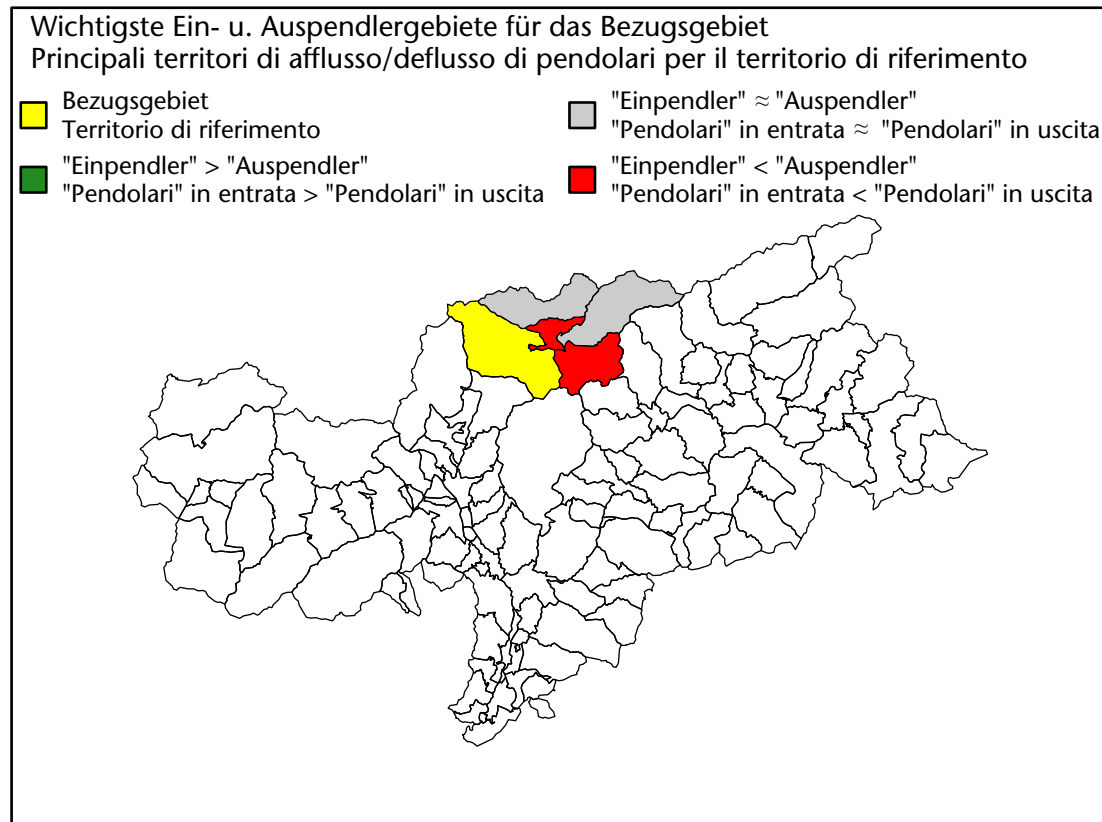 Wichtigste Ein- u. Auspendlergebiete für das Bezugsgebiet
Principali territori di afflusso/deflusso di pendolari per il territorio di riferimento
Bezugsgebiet
Territorio di riferimento
"Einpendler" > "Auspendler"
"Pendolari" in entrata > "Pendolari" in uscita
"Einpendler" ≈ "Auspendler"
"Pendolari" in entrata ≈ "Pendolari" in uscita
"Einpendler" < "Auspendler"
"Pendolari" in entrata < "Pendolari" in uscita